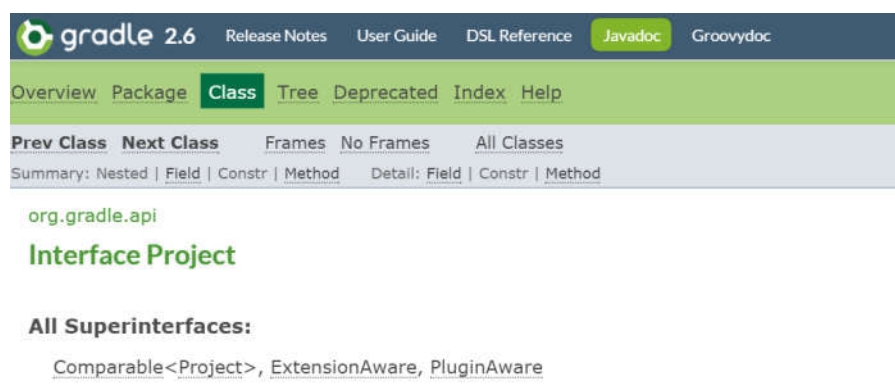 gradle 2.6 Release Notes User Guide DSL Reference Javadoc Groovydoc
Overview Package Class Tree Deprecated Index Help
Prev Class Next Class Frames No Frames All Classes
Summary: Nested | Field | Constr | Method Detail: Field | Constr | Method
org.gradle.api
Interface Project
All Superinterfaces:
Comparable<Project>, ExtensionAware, PluginAware